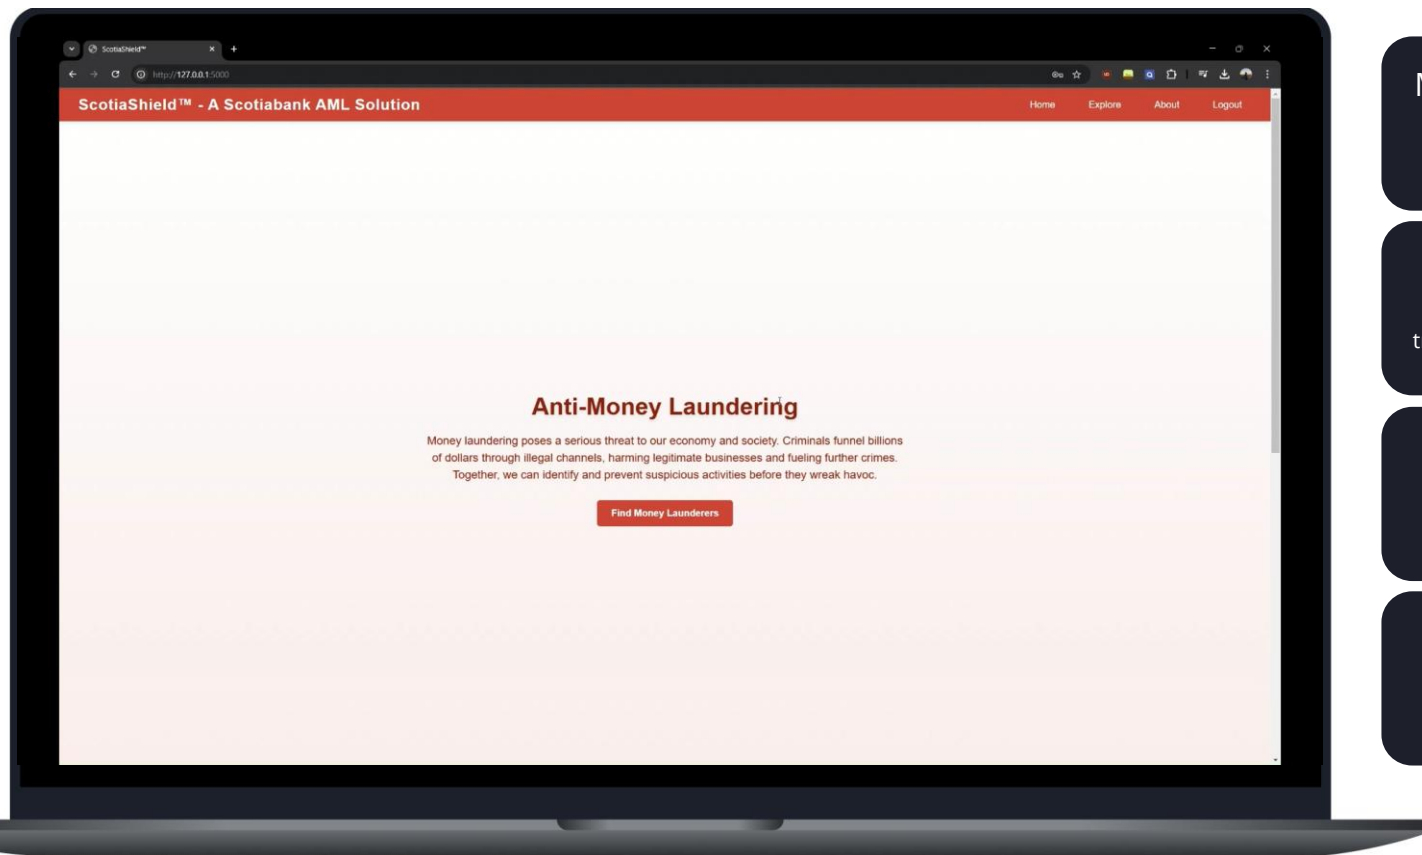 ScotiaShield™
http://127.0.0.1:5000
ScotiaShield™ - A Scotiabank AML Solution
Home Explore About Logout
Anti-Money Laundering
Money laundering poses a serious threat to our economy and society. Criminals funnel billions
of dollars through illegal channels, harming legitimate businesses and fueling further crimes.
Together, we can identify and prevent suspicious activities before they wreak havoc.
Find Money Launderers